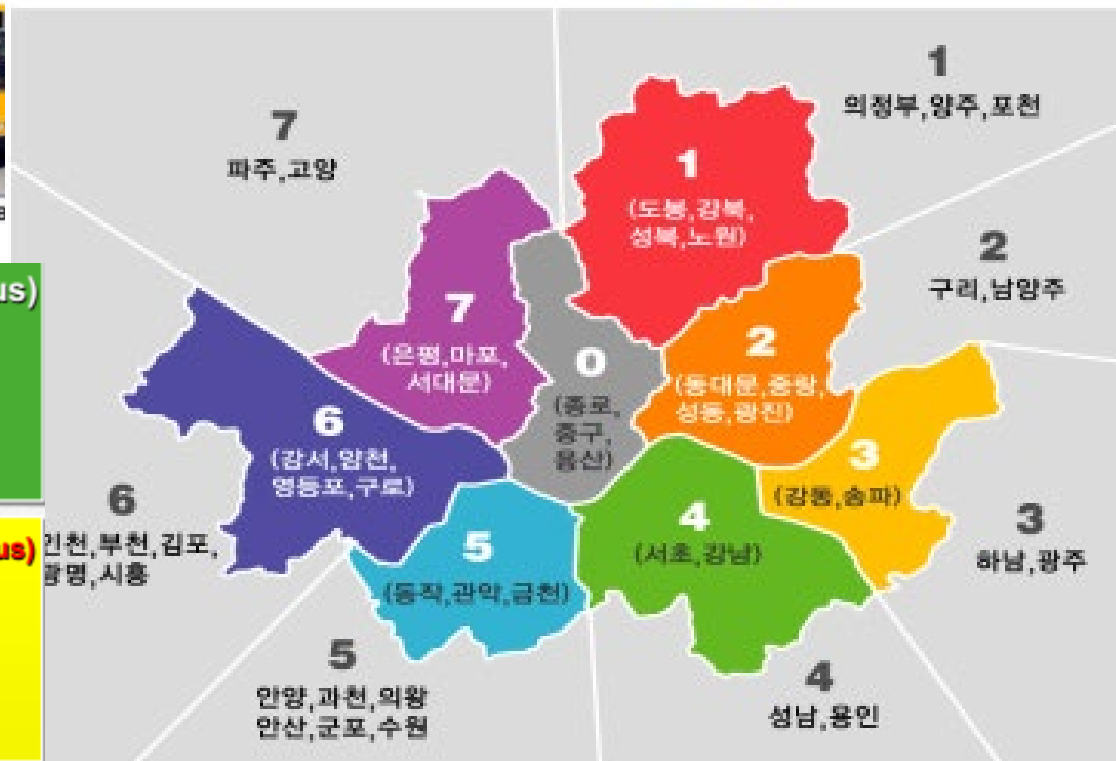 1
의정부,양주,포천
7
파주,고양
1
(도봉,강북,
성북,노원)
2
구리,남양주
us)
7
(은평,마포,
서대문)
0
(종로,
중구,
용산)
2
(동대문,중랑,
성동,광진)
6
(강서,양천,
영등포,구로)
3
(강동,송파)
6
인천,부천,김포,
광명,시흥
us)
5
(동작,관악,금천)
4
(서초,강남)
3
하남,광주
5
안양,과천,의왕
안산,군포,수원
4
성남,용인